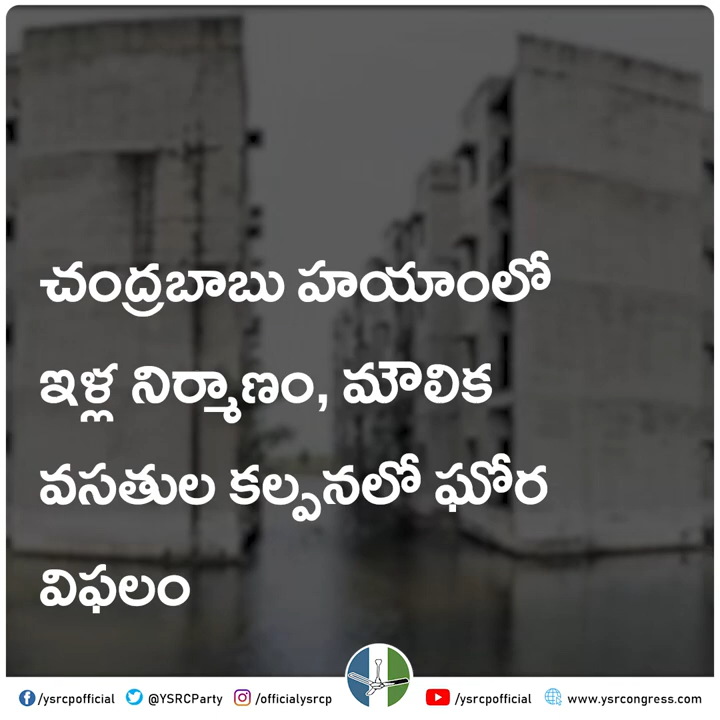 చంద్రబాబు హయాంలో
ఇళ్ల నిర్మాణం, మౌలిక
వసతుల కల్పనలో ఘోర
విఫలం
/ysrcpofficial @YSRCParty /officialysrcp /ysrcpofficial www.ysrcongress.com